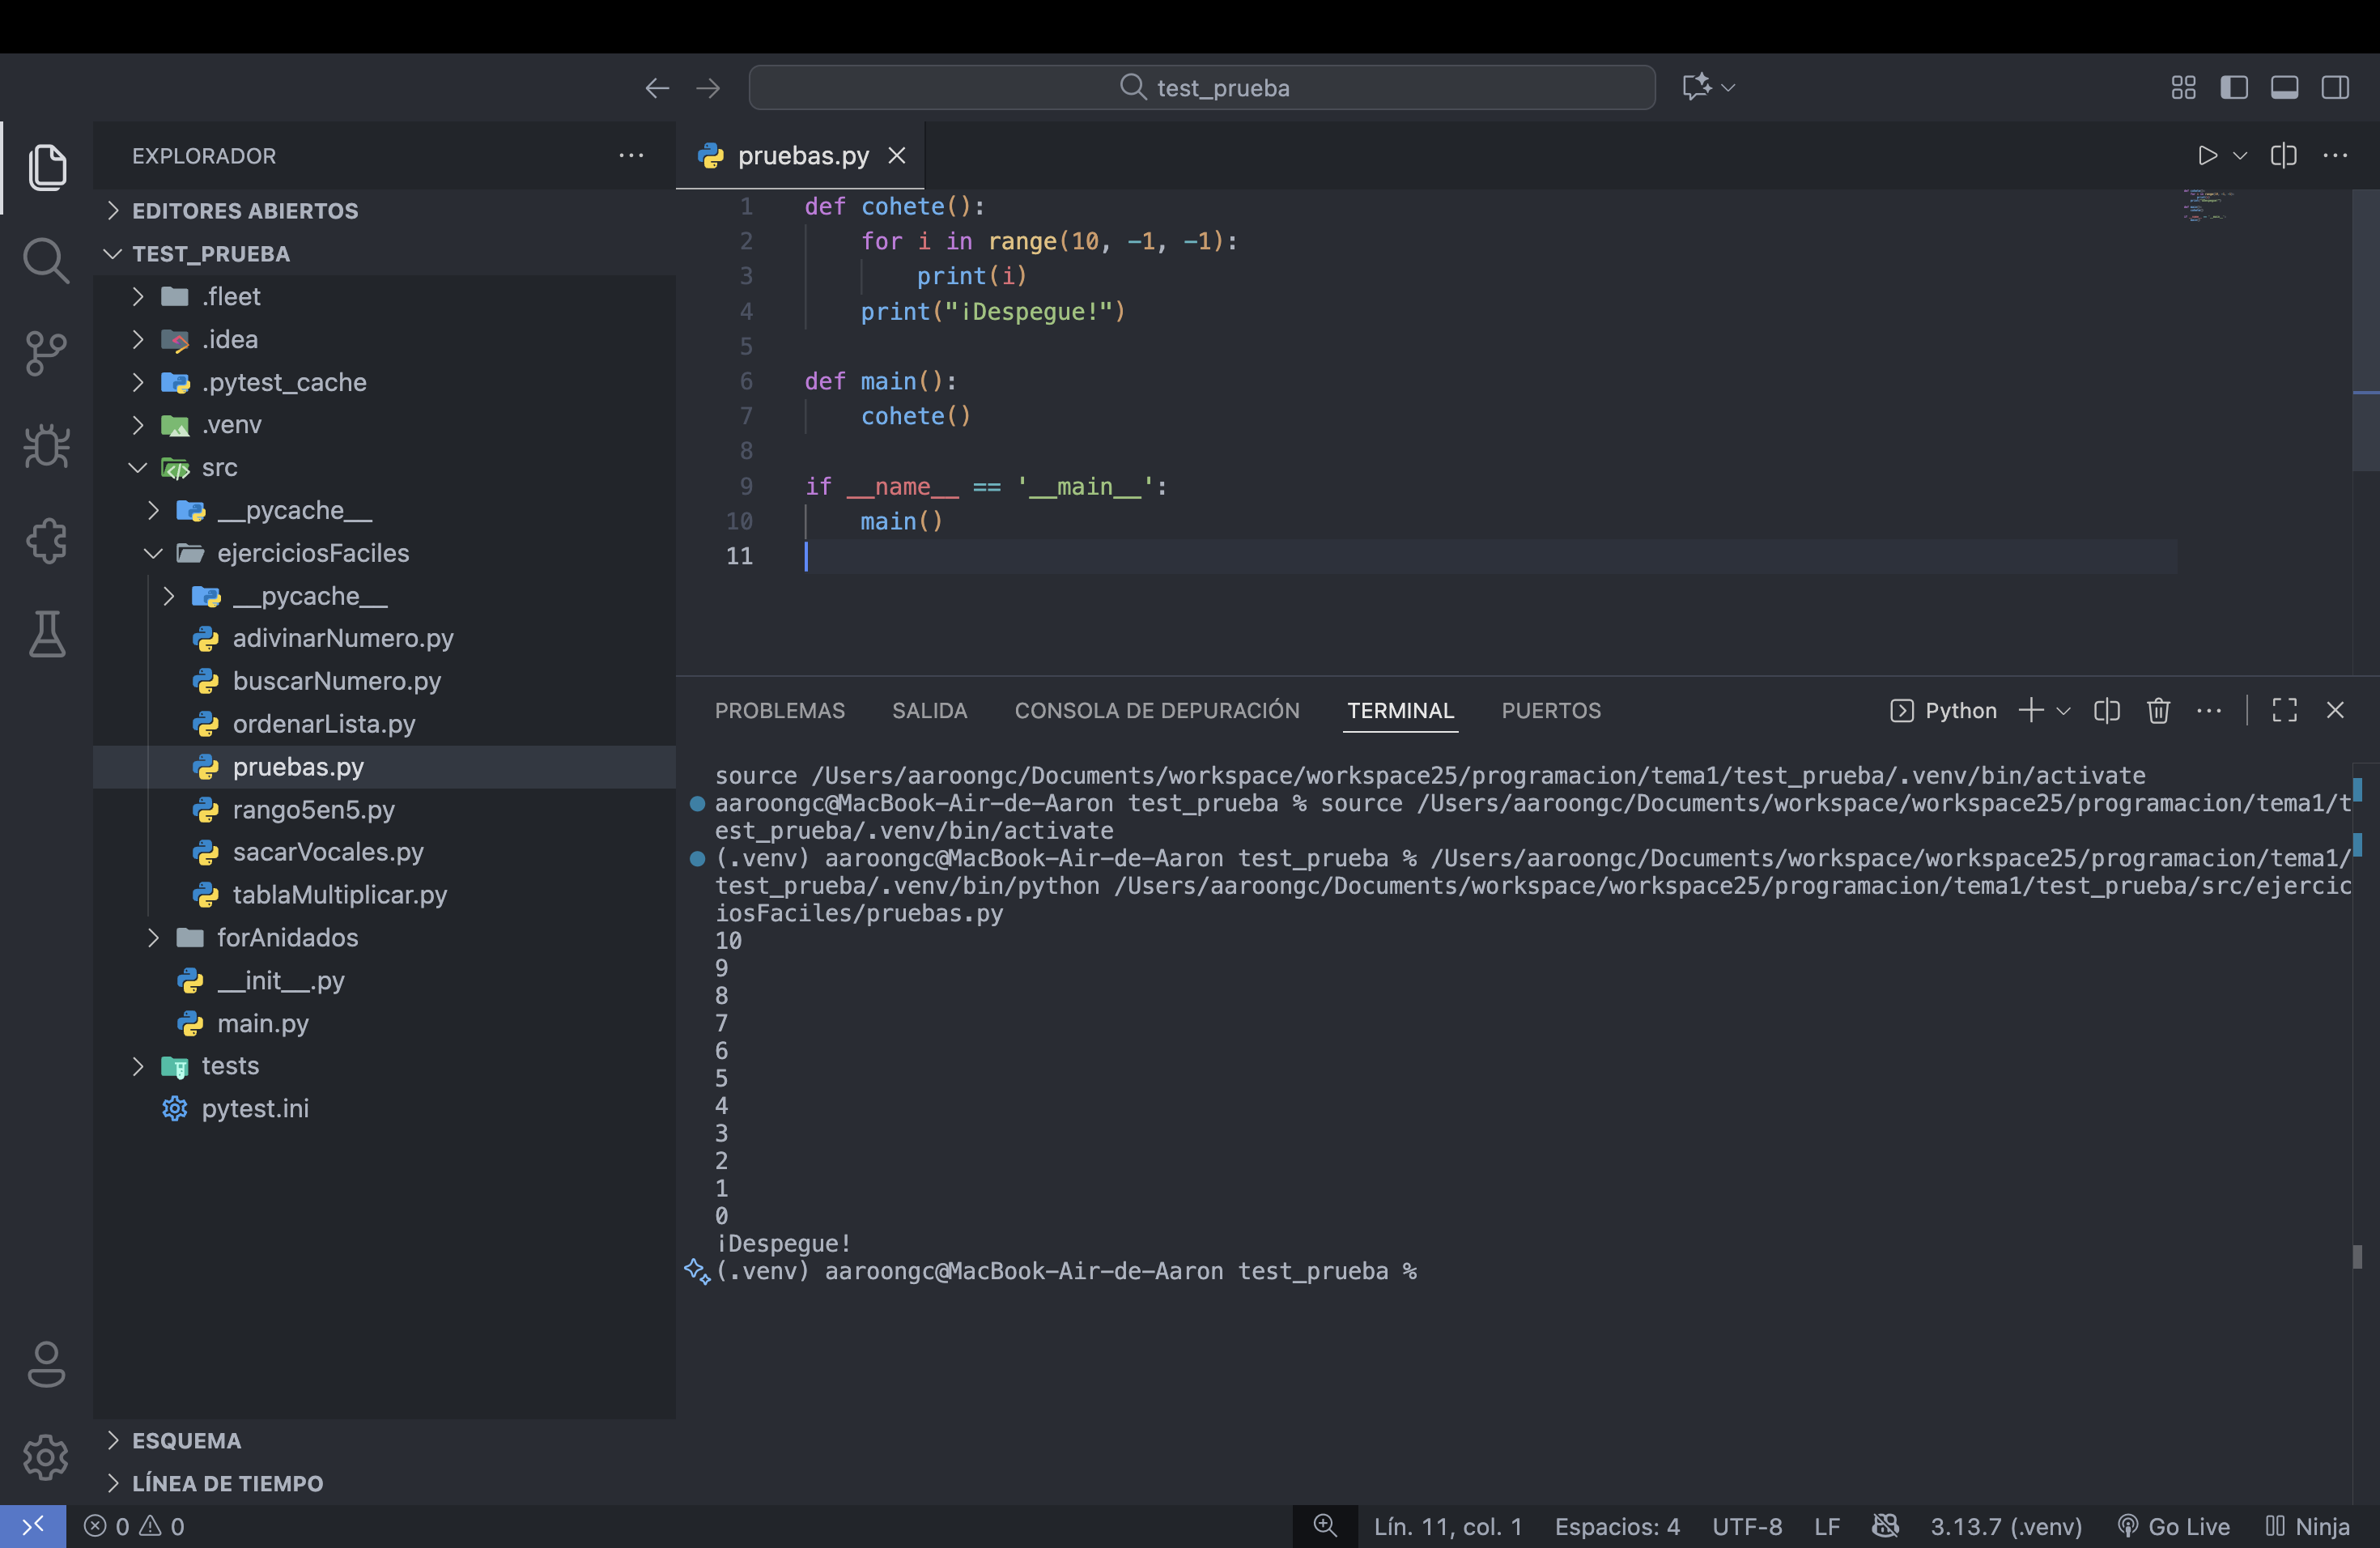 test_prueba
EXPLORADOR
EDITORES ABIERTOS
TEST_PRUEBA
.fleet
.idea
.pytest_cache
.venv
src
__pycache__
ejerciciosFaciles
__pycache__
adivinarNumero.py
buscarNumero.py
ordenarLista.py
pruebas.py
rango5en5.py
sacarVocales.py
tablaMultiplicar.py
forAnidados
__init__.py
main.py
tests
pytest.ini
ESQUEMA
LÍNEA DE TIEMPO
pruebas.py
1 def cohete():
2     for i in range(10, -1, -1):
3         print(i)
4     print("¡Despegue!")
5
6 def main():
7     cohete()
8
9 if __name__ == '__main__':
10     main()
11
PROBLEMAS SALIDA CONSOLA DE DEPURACIÓN TERMINAL PUERTOS Python
source /Users/aaroongc/Documents/workspace/workspace25/programacion/tema1/test_prueba/.venv/bin/activate
aaroongc@MacBook-Air-de-Aaron test_prueba % source /Users/aaroongc/Documents/workspace/workspace25/programacion/tema1/t
est_prueba/.venv/bin/activate
(.venv) aaroongc@MacBook-Air-de-Aaron test_prueba % /Users/aaroongc/Documents/workspace/workspace25/programacion/tema1/
test_prueba/.venv/bin/python /Users/aaroongc/Documents/workspace/workspace25/programacion/tema1/test_prueba/src/ejercic
iosFaciles/pruebas.py
10
9
8
7
6
5
4
3
2
1
0
¡Despegue!
(.venv) aaroongc@MacBook-Air-de-Aaron test_prueba %
0 0 Lín. 11, col. 1 Espacios: 4 UTF-8 LF 3.13.7 (.venv) Go Live Ninja